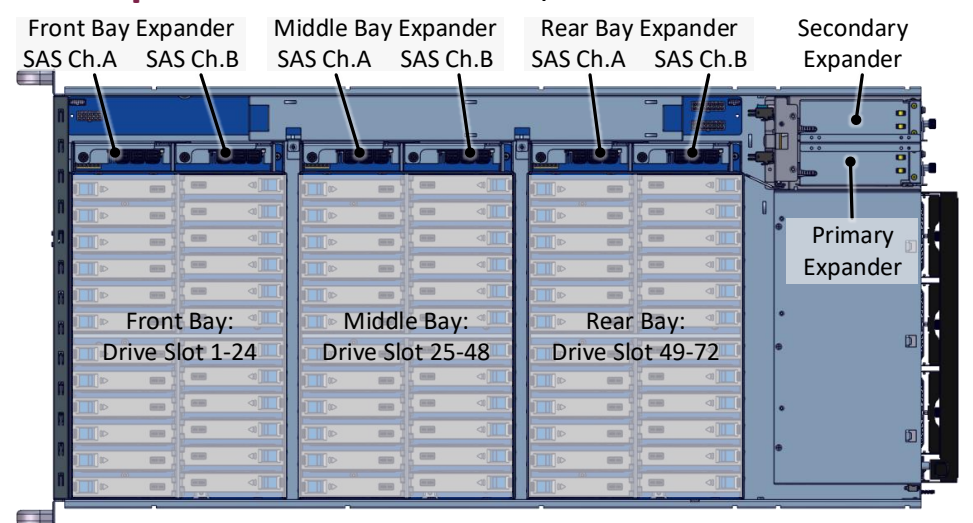 Front Bay Expander
SAS Ch.A SAS Ch.B
Middle Bay Expander
SAS Ch.A SAS Ch.B
Rear Bay Expander
SAS Ch.A SAS Ch.B
Secondary
Expander
Primary
Expander
Front Bay:
Drive Slot 1-24
Middle Bay:
Drive Slot 25-48
Rear Bay:
Drive Slot 49-72